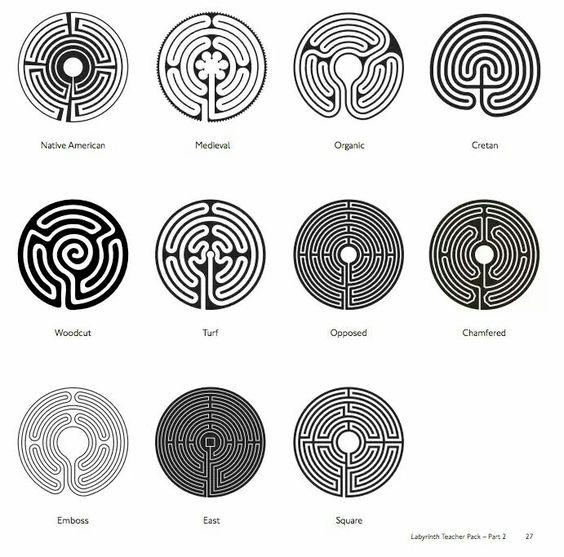 Native American
Medieval
Organic
Cretan
Woodcut
Turf
Opposed
Chamfered
Emboss
East
Square
Labyrinth Teacher Pack – Part 2 27